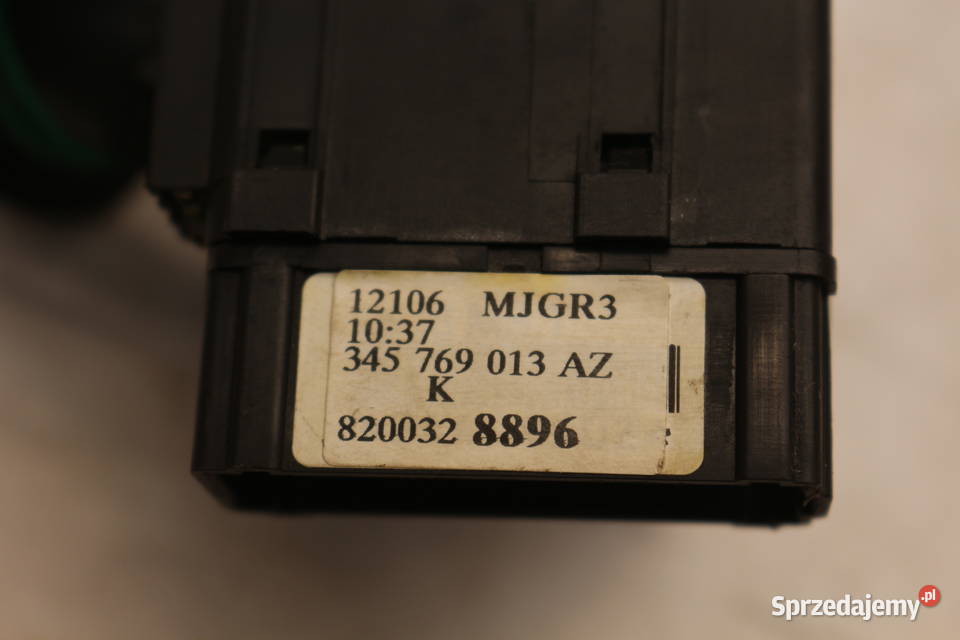 12106 MJGR3
10:37
345 769 013 AZ
K
820032 8896
Sprzedajemy.pl